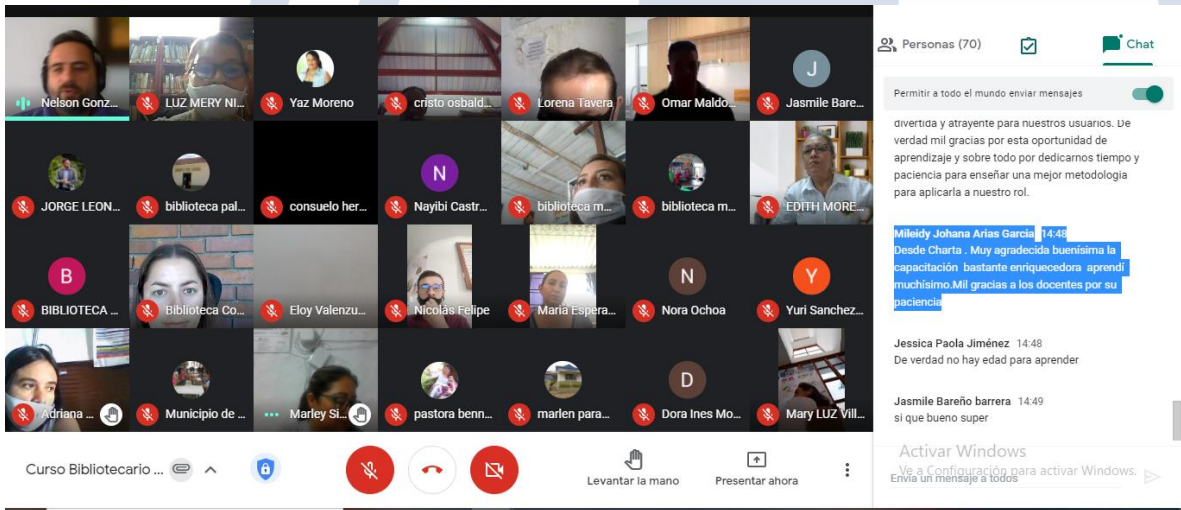 Nelson Gonz...
LUZ MERY NI...
Yaz Moreno
cristo osbald...
Lorena Tavera
Omar Maldo...
J
Jasmile Bare...
JORGE LEON...
biblioteca pal...
consuelo her...
N
Nayibi Castr...
biblioteca m...
biblioteca m...
EDITH MORE...
B
BIBLIOTECA ...
Biblioteca Co...
Eloy Valenzu...
Nicolás Felipe
Maria Espera...
N
Nora Ochoa
Y
Yuri Sanchez...
Adriana ...
Municipio de ...
Marley Si...
pastora benn...
marlen para...
D
Dora Ines Mo...
Mary LUZ Vill...
Curso Bibliotecario ...
Levantar la mano
Presentar ahora
Personas (70)
Chat
Permitir a todo el mundo enviar mensajes
divertida y atrayente para nuestros usuarios. De
verdad mil gracias por esta oportunidad de
aprendizaje y sobre todo por dedicarnos tiempo y
paciencia para enseñar una mejor metodologia
para aplicarla a nuestro rol.
Mileidy Johana Arias García 14:48
Desde Charta . Muy agradecida buenísima la
capacitación bastante enriquecedora aprendí
muchísimo.Mil gracias a los docentes por su
paciencia
Jessica Paola Jiménez 14:48
De verdad no hay edad para aprender
Jasmile Bareño barrera 14:49
si que bueno super
Activar Windows
Ve a Configuración para activar Windows.
Envía un mensaje a todos